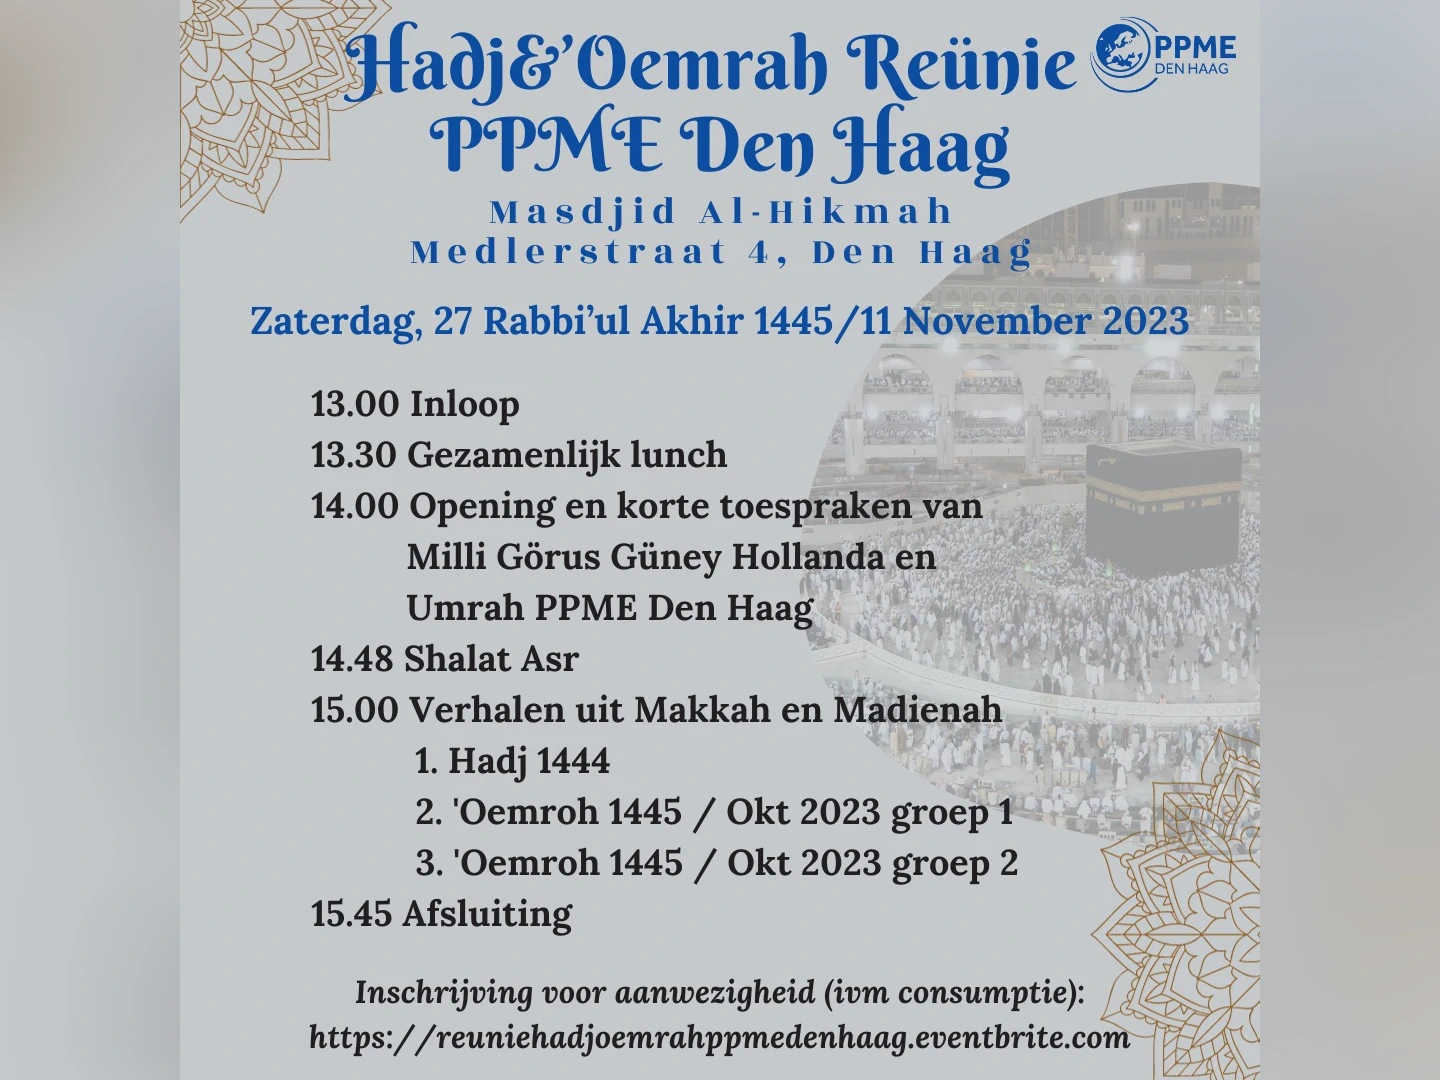 Hadj&'Oemrah Reünie
PPME Den Haag
PPME
DEN HAAG
Masdjid Al-Hikmah
Medlerstraat 4, Den Haag
Zaterdag, 27 Rabbi’ul Akhir 1445/11 November 2023
13.00 Inloop
13.30 Gezamenlijk lunch
14.00 Opening en korte toespraken van
Milli Görus Güney Hollanda en
Umrah PPME Den Haag
14.48 Shalat Asr
15.00 Verhalen uit Makkah en Madienah
1. Hadj 1444
2. 'Oemroh 1445 / Okt 2023 groep 1
3. 'Oemroh 1445 / Okt 2023 groep 2
15.45 Afsluiting
Inschrijving voor aanwezigheid (ivm consumptie):
https://reuniehadjoemrahppmedenhaag.eventbrite.com